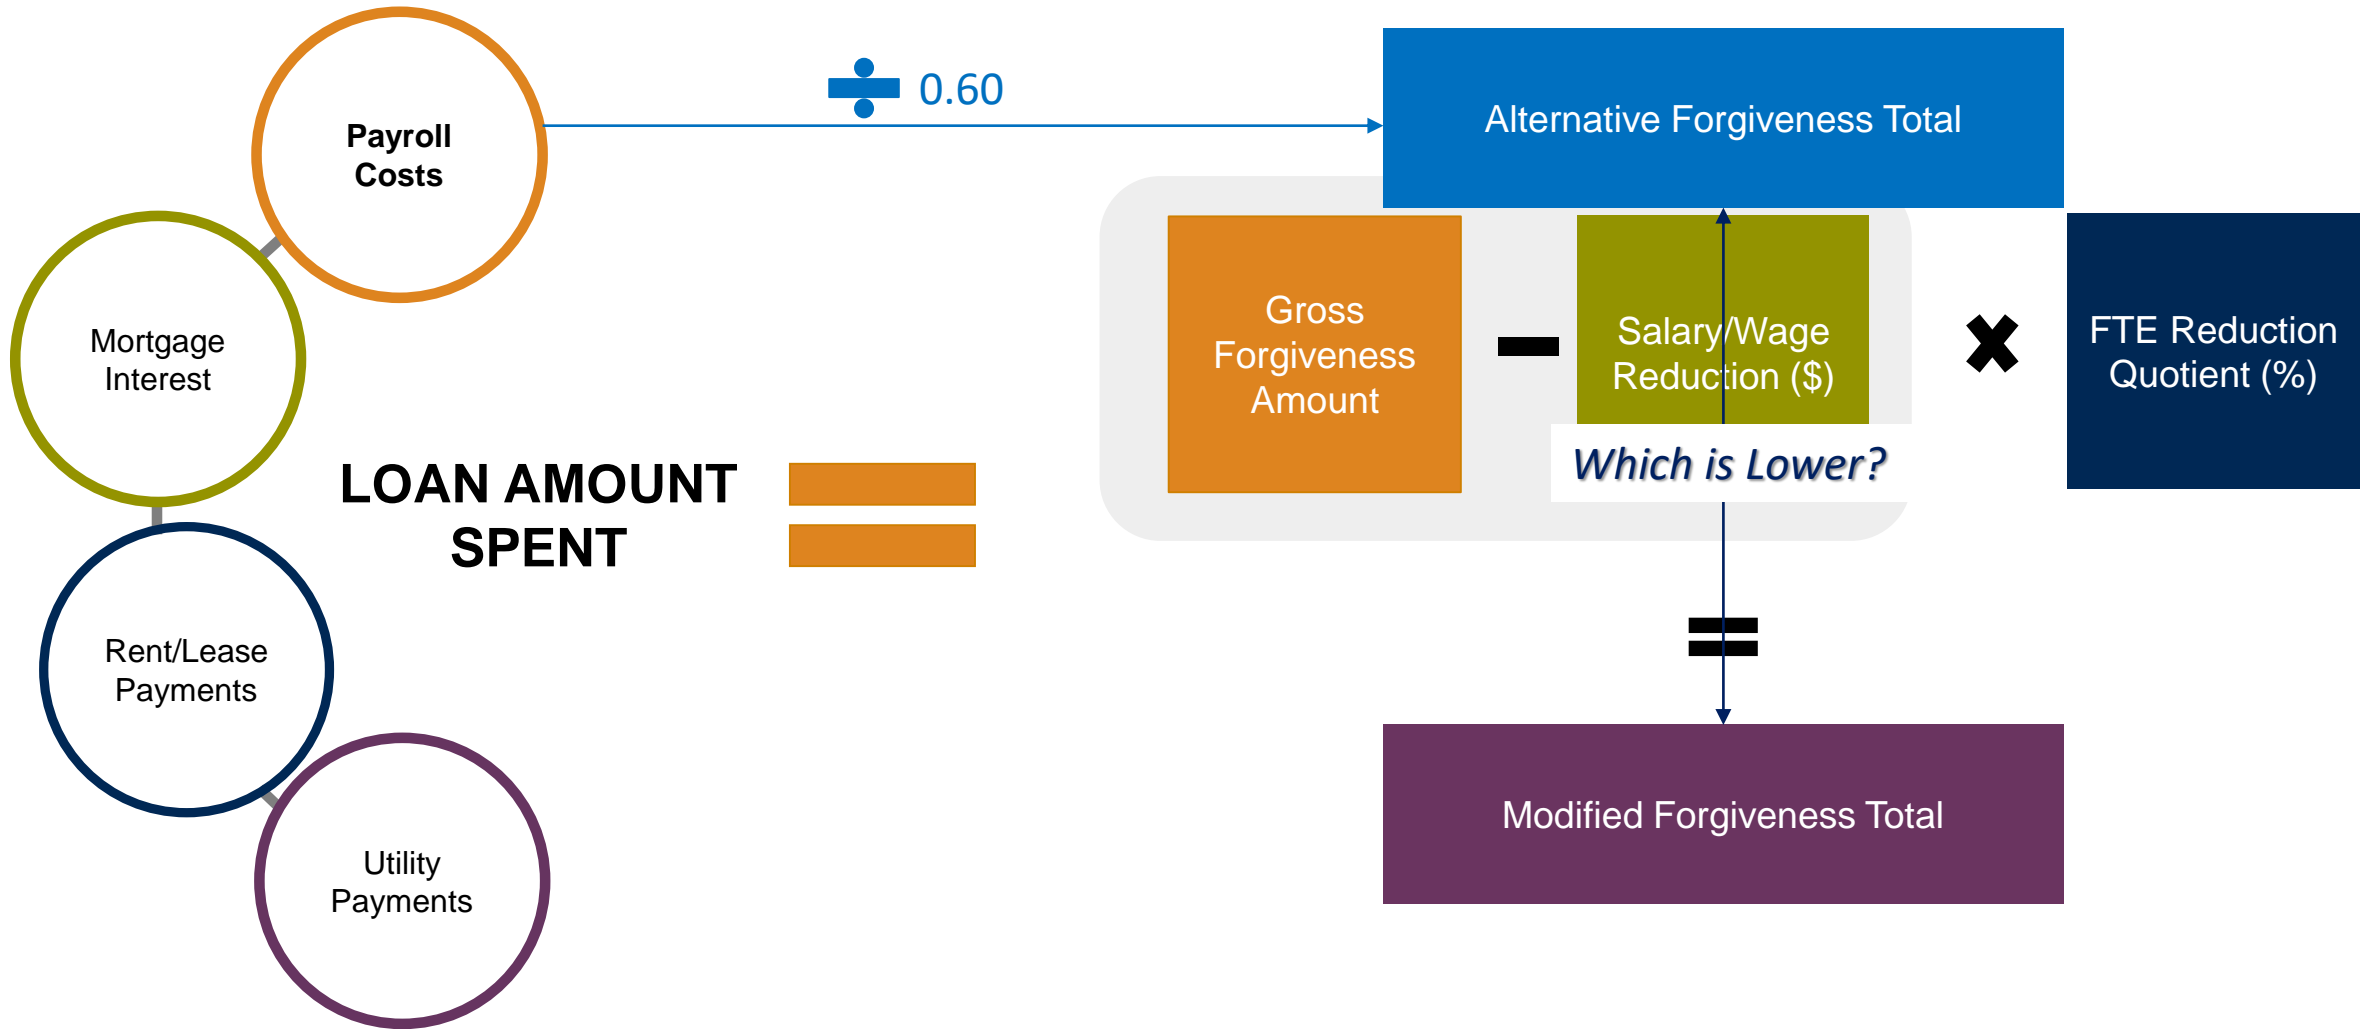 Payroll
Costs
Mortgage
Interest
Rent/Lease
Payments
Utility
Payments
LOAN AMOUNT
SPENT
÷ 0.60
Alternative Forgiveness Total
Gross
Forgiveness
Amount
Salary/Wage
Reduction ($)
FTE Reduction
Quotient (%)
Which is Lower?
Modified Forgiveness Total